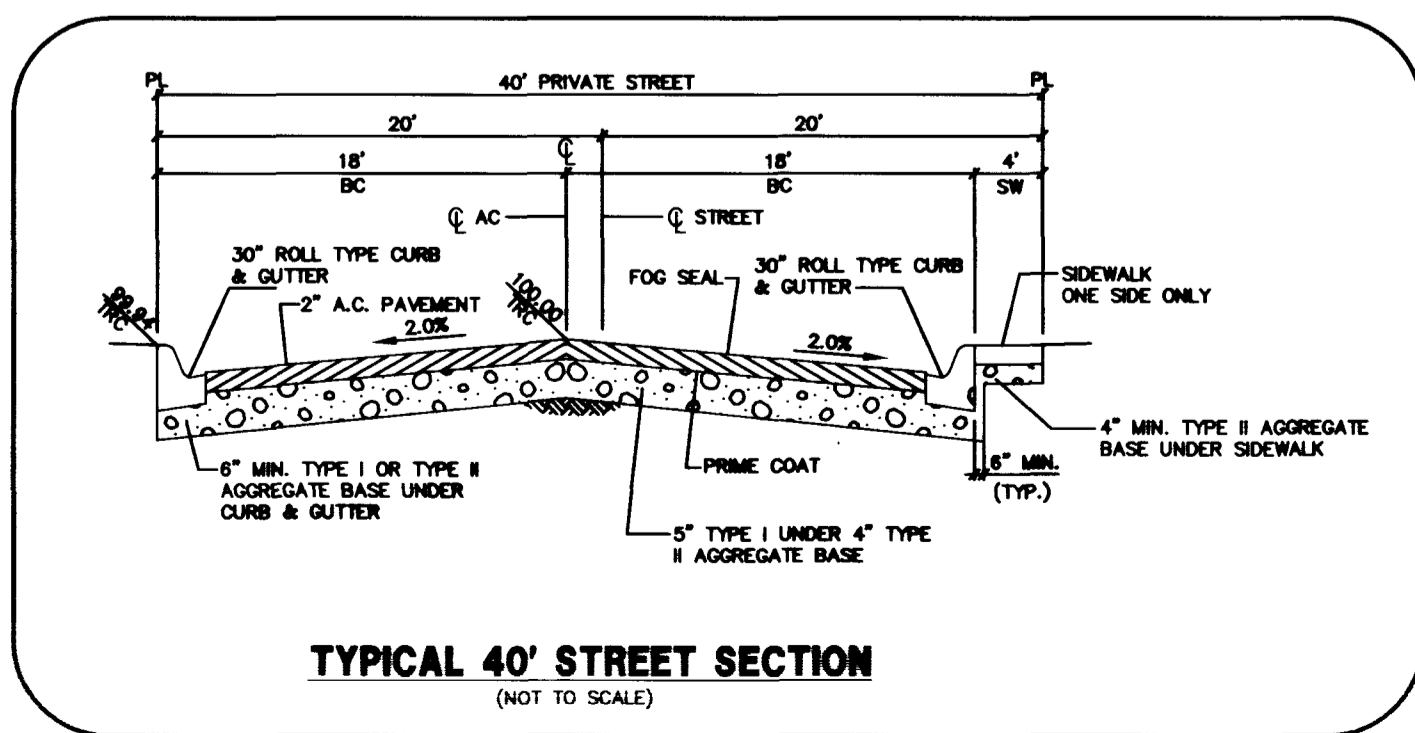 PL
40' PRIVATE STREET
PL
20'
20'
18'
BC
℄
18'
BC
4'
SW
℄ AC
℄ STREET
30" ROLL TYPE CURB
& GUTTER
2" A.C. PAVEMENT
99.94
TRC
100.00
TRC
2.0%
FOG SEAL
30" ROLL TYPE CURB
& GUTTER
2.0%
SIDEWALK
ONE SIDE ONLY
6" MIN. TYPE I OR TYPE II
AGGREGATE BASE UNDER
CURB & GUTTER
PRIME COAT
5" TYPE I UNDER 4" TYPE
II AGGREGATE BASE
4" MIN. TYPE II AGGREGATE
BASE UNDER SIDEWALK
6" MIN.
(TYP.)
TYPICAL 40' STREET SECTION
(NOT TO SCALE)